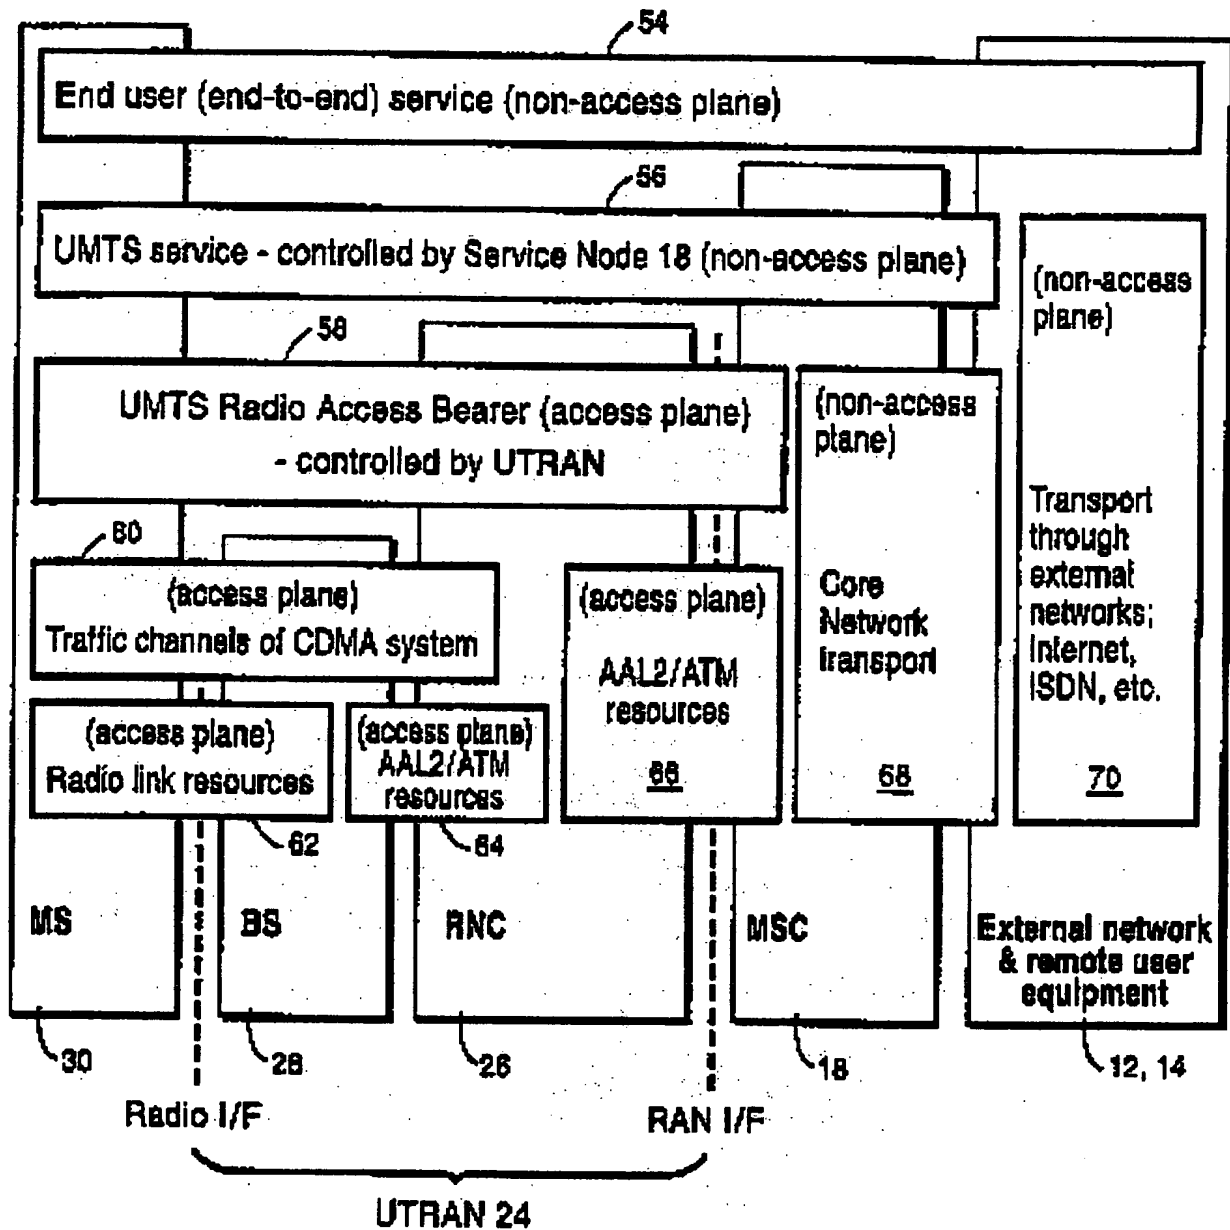 54
End user (end-to-end) service (non-access plane)
56
UMTS service - controlled by Service Node 18 (non-access plane)
58
UMTS Radio Access Bearer (access plane)
- controlled by UTRAN
(non-access
plane)
Core
Network
transport
68
(non-access
plane)
Transport
through
external
networks;
Internet,
ISDN, etc.
70
60
(access plane)
Traffic channels of CDMA system
(access plane)
Radio link resources
62
(access plane)
AAL2/ATM
resources
64
(access plane)
AAL2/ATM
resources
66
MS
BS
RNC
MSC
External network
& remote user
equipment
30
28
26
18
12, 14
Radio I/F
RAN I/F
UTRAN 24